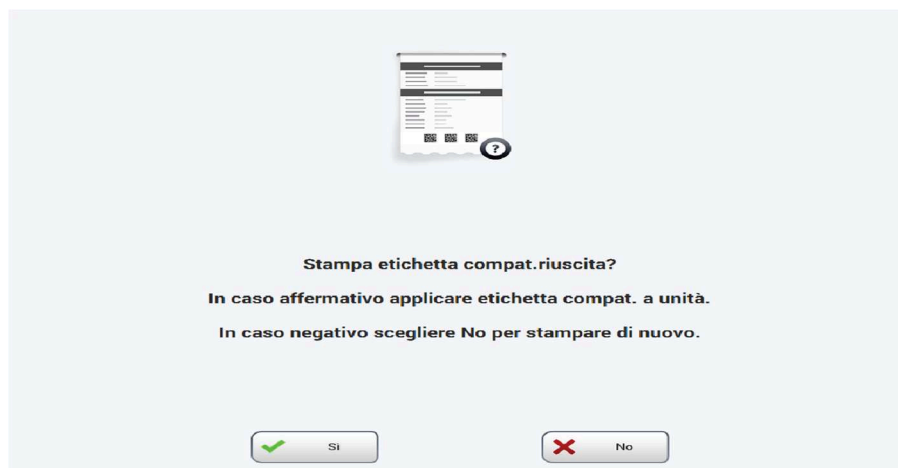 ?
Stampa etichetta compat.riuscita?
In caso affermativo applicare etichetta compat. a unità.
In caso negativo scegliere No per stampare di nuovo.
Sì
No